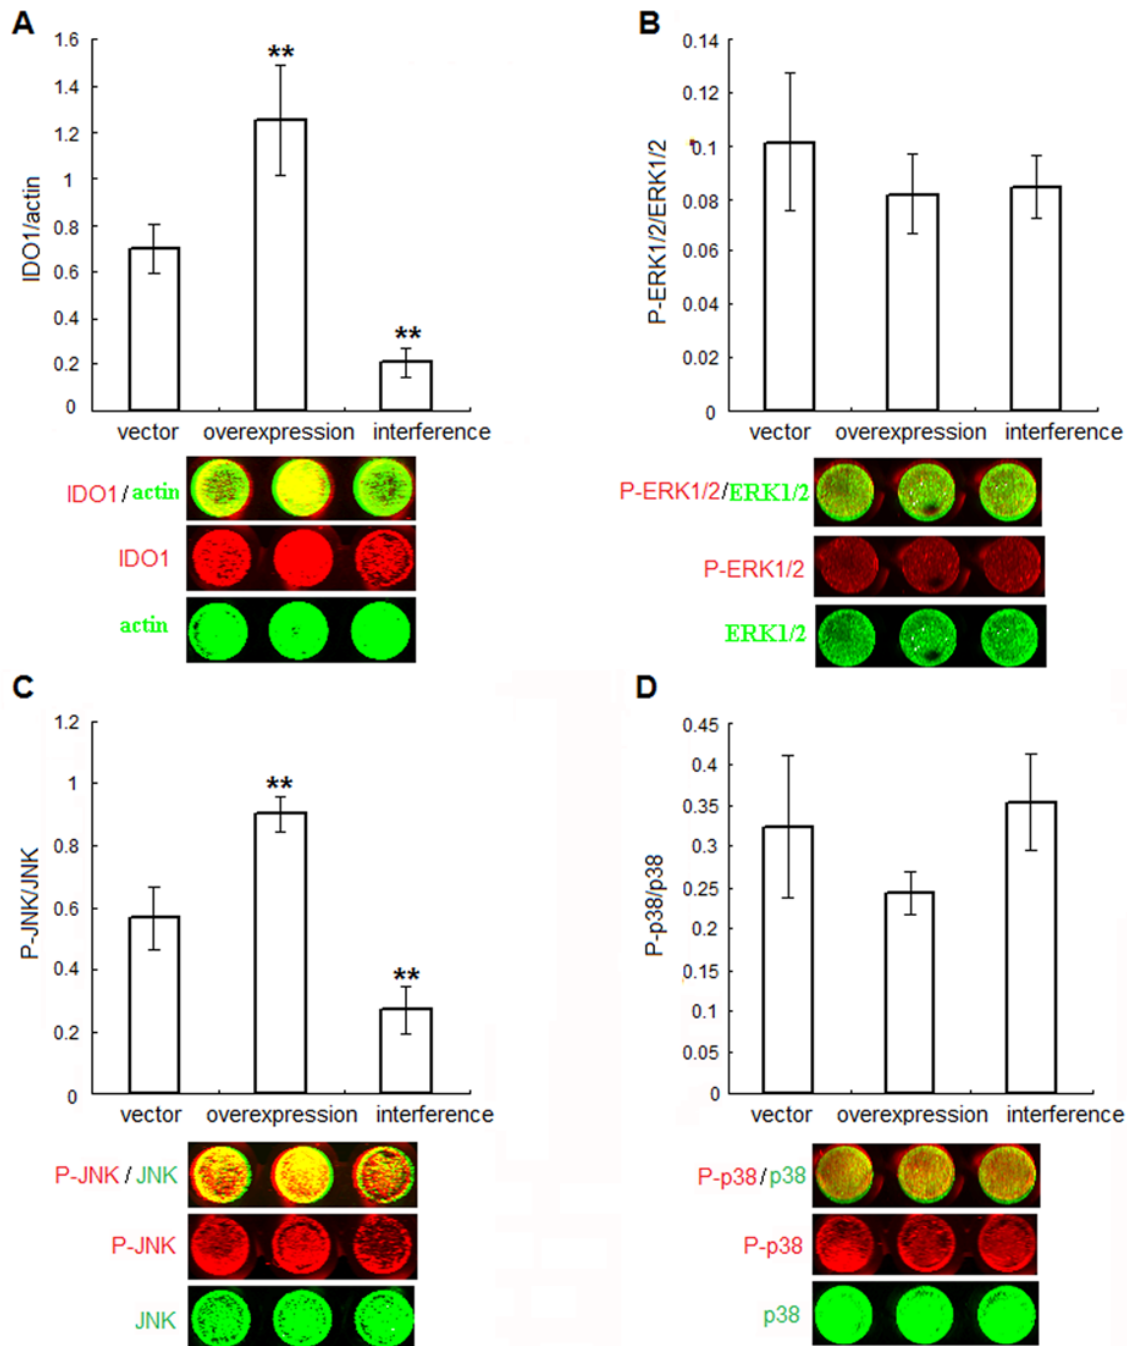 A
1.6
1.4
1.2
1
0.8
0.6
0.4
0.2
0
IDO1/actin
**
**
vector overexpression interference
IDO1/actin
IDO1
actin
B
0.14
0.12
0.1
0.08
0.06
0.04
0.02
0
P-ERK1/2/ERK1/2
vector overexpression interference
P-ERK1/2/ERK1/2
P-ERK1/2
ERK1/2
C
1.2
1
0.8
0.6
0.4
0.2
0
P-JNK/JNK
**
**
vector overexpression interference
P-JNK/JNK
P-JNK
JNK
D
0.45
0.4
0.35
0.3
0.25
0.2
0.15
0.1
0.05
0
P-p38/p38
vector overexpression interference
P-p38/p38
P-p38
p38